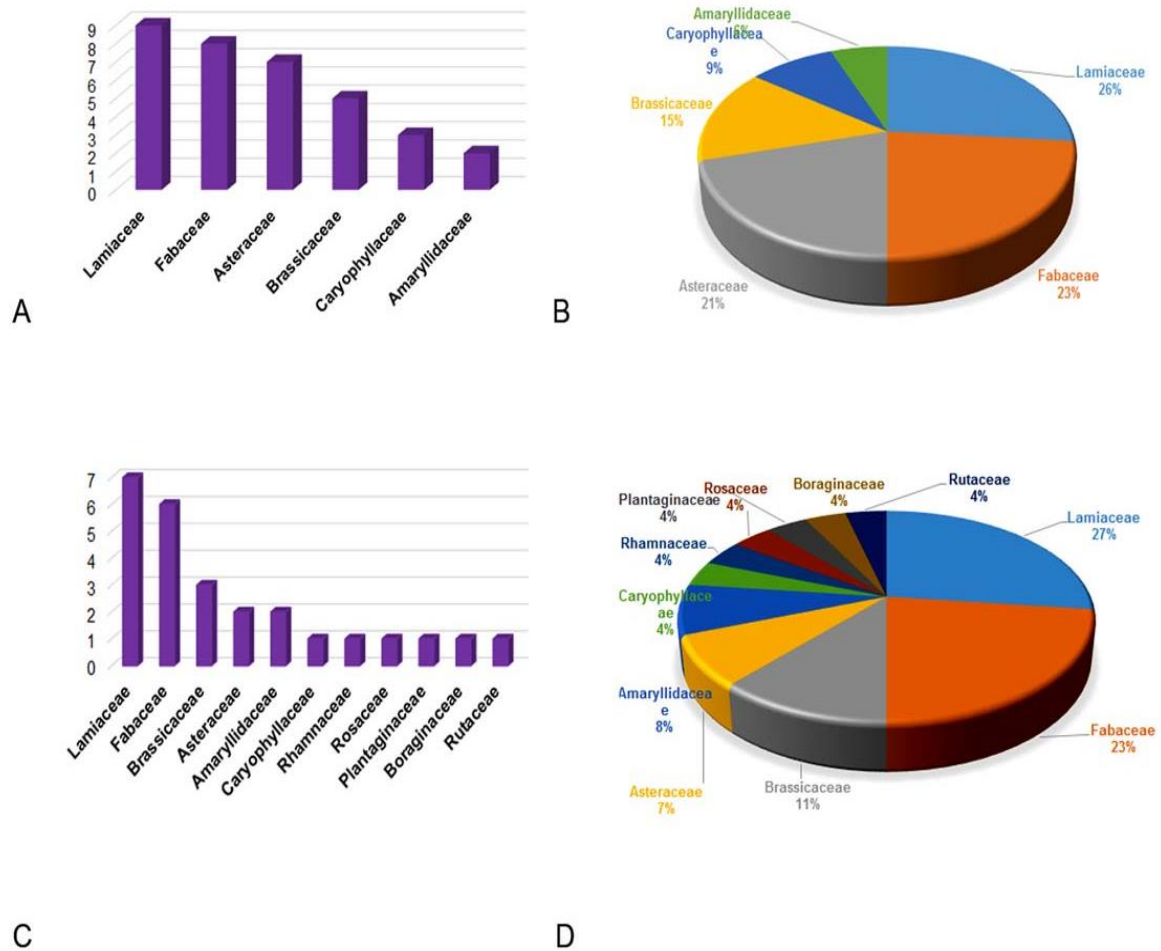 9
8
7
6
5
4
3
2
1
0
Lamiaceae
Fabaceae
Asteraceae
Brassicaceae
Caryophyllaceae
Amaryllidaceae
A
Amaryllidaceae
6%
Caryophyllacea
e
9%
Brassicaceae
15%
Lamiaceae
26%
Asteraceae
21%
Fabaceae
23%
B
7
6
5
4
3
2
1
0
Lamiaceae
Fabaceae
Brassicaceae
Asteraceae
Amaryllidaceae
Caryophyllaceae
Rhamnaceae
Rosaceae
Plantaginaceae
Boraginaceae
Rutaceae
C
Plantaginaceae
4%
Rosaceae
4%
Boraginaceae
4%
Rutaceae
4%
Lamiaceae
27%
Rhamnaceae
4%
Caryophyllace
ae
4%
Amaryllidacea
e
8%
Asteraceae
7%
Brassicaceae
11%
Fabaceae
23%
D